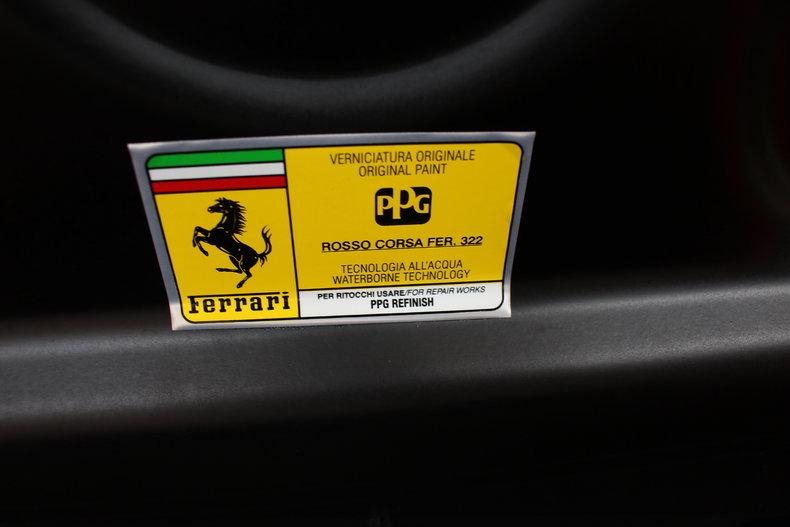 VERNICIATURA ORIGINALE
ORIGINAL PAINT
PPG
ROSSO CORSA FER. 322
TECNOLOGIA ALL'ACQUA
WATERBORNE TECHNOLOGY
Ferrari
PER RITOCCHI USARE/FOR REPAIR WORKS
PPG REFINISH